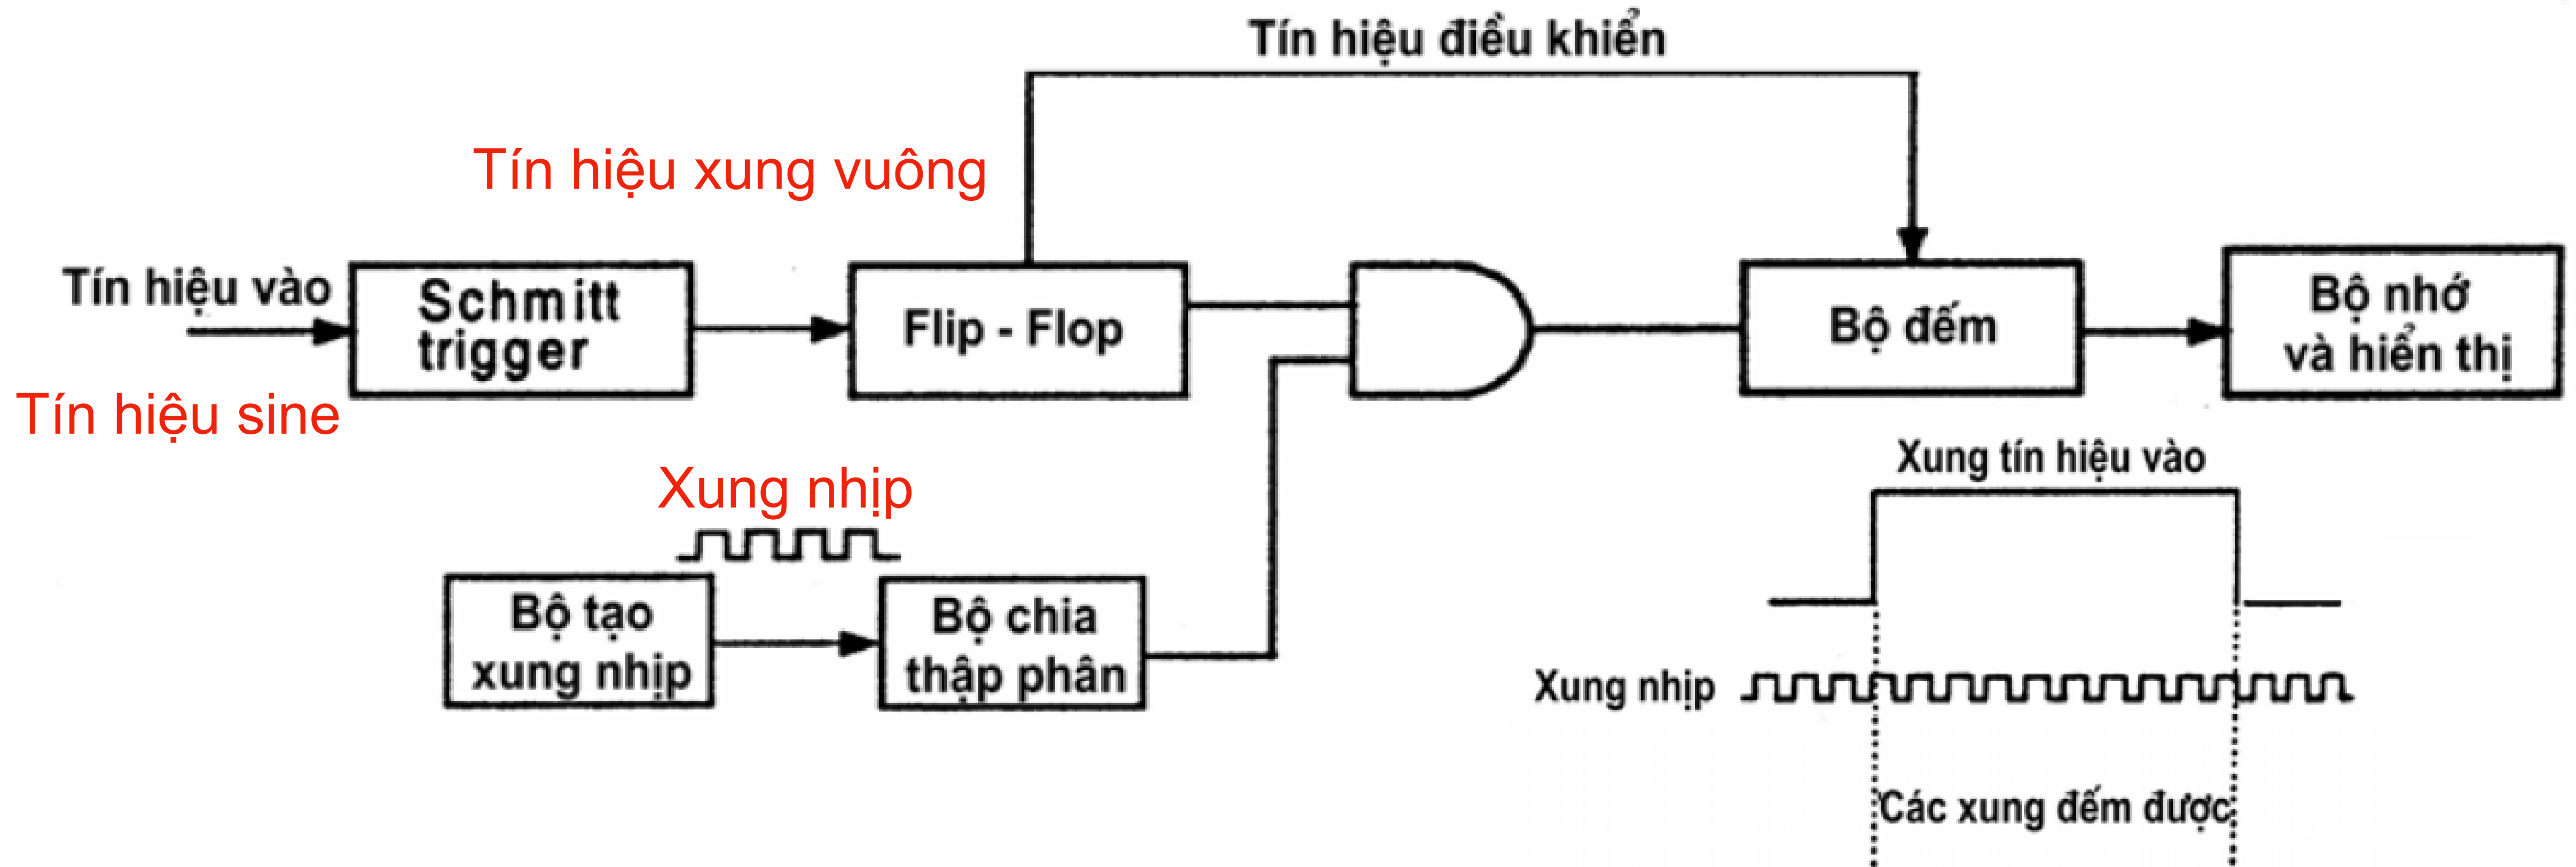 Tín hiệu điều khiển
Tín hiệu xung vuông
Tín hiệu vào
Schmitt
trigger
Flip - Flop
Bộ đếm
Bộ nhớ
và hiển thị
Tín hiệu sine
Xung nhịp
Bộ tạo
xung nhịp
Bộ chia
thập phân
Xung tín hiệu vào
Xung nhịp
Các xung đếm được